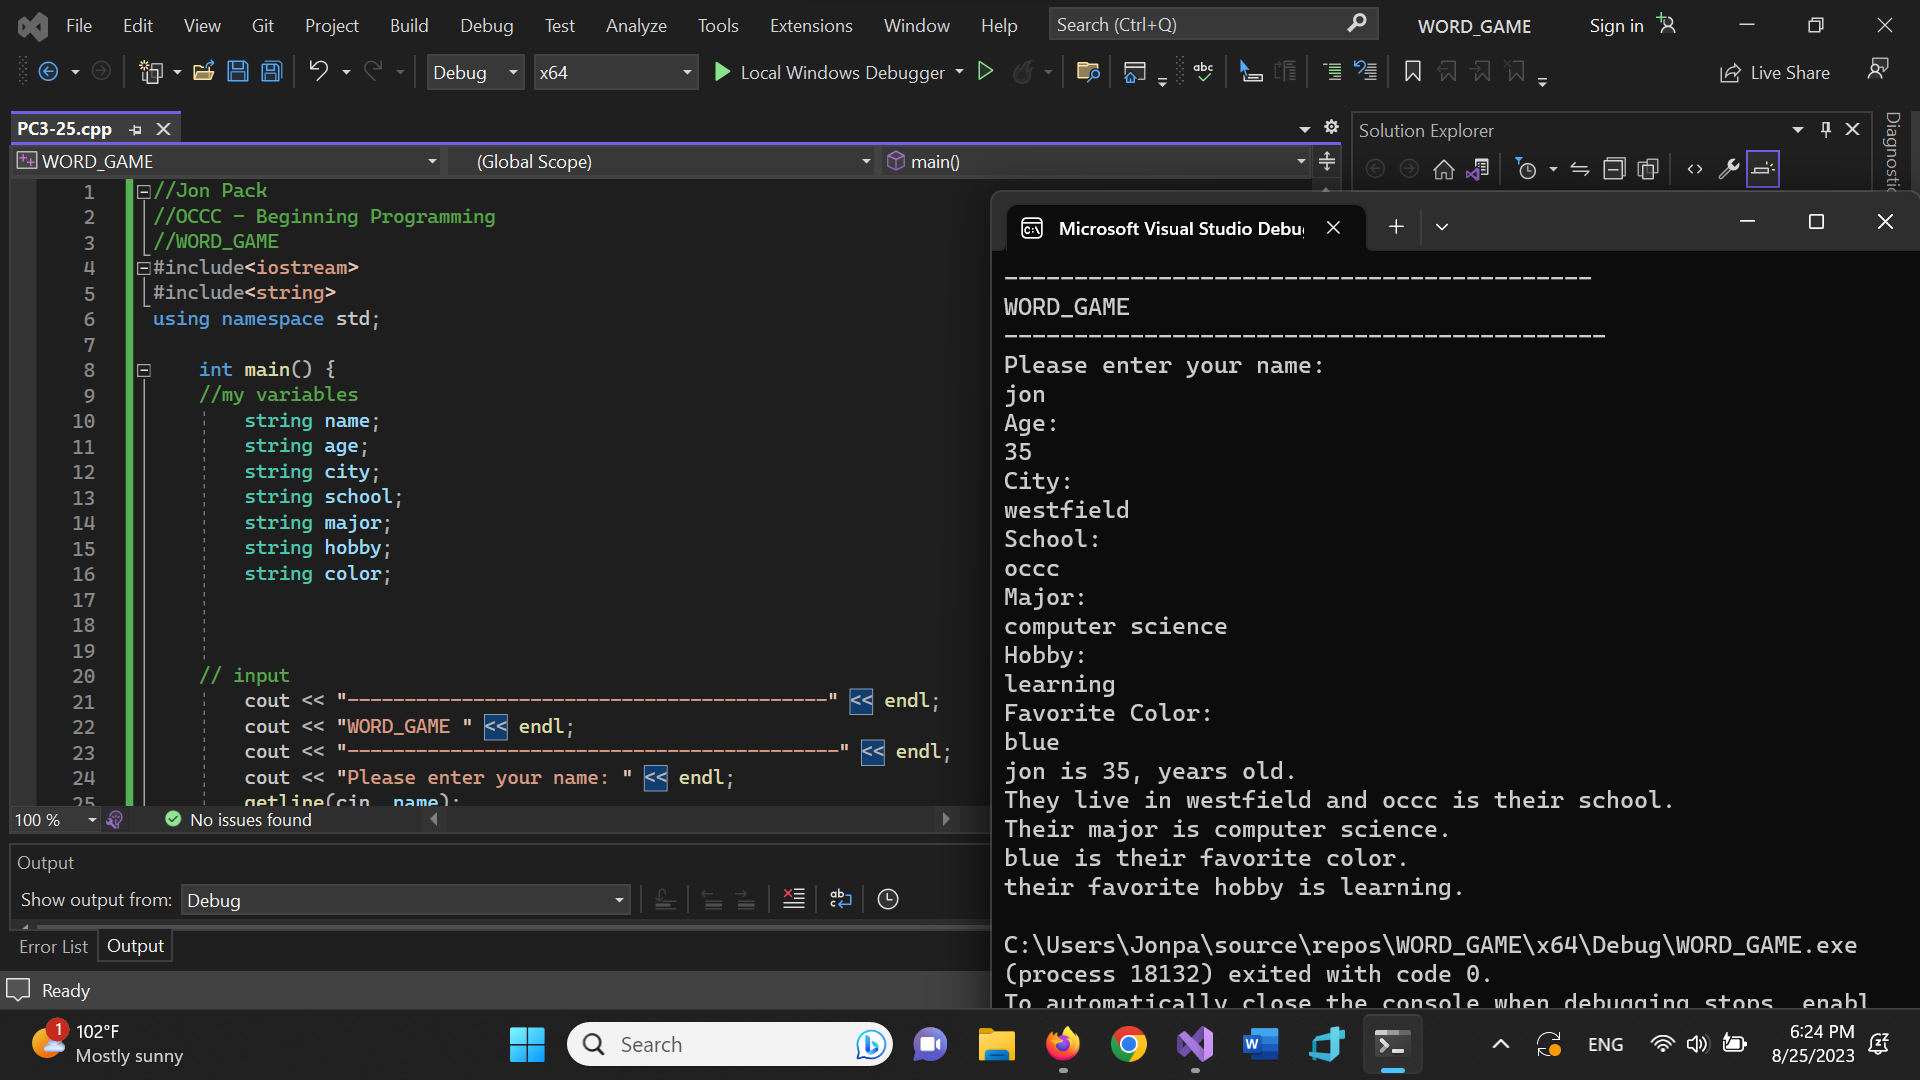 File Edit View Git Project Build Debug Test Analyze Tools Extensions Window Help Search (Ctrl+Q) WORD_GAME Sign in
Debug x64 Local Windows Debugger Live Share
PC3-25.cpp
WORD_GAME (Global Scope) main()
1 //Jon Pack
2 //OCCC - Beginning Programming
3 //WORD_GAME
4 #include<iostream>
5 #include<string>
6 using namespace std;
7
8 int main() {
9 //my variables
10 string name;
11 string age;
12 string city;
13 string school;
14 string major;
15 string hobby;
16 string color;
17
18
19
20 // input
21 cout << "------------------------------------------" << endl;
22 cout << "WORD_GAME " << endl;
23 cout << "-------------------------------------------" << endl;
24 cout << "Please enter your name: " << endl;
25 getline(cin, name);
100 % No issues found
Output
Show output from: Debug
Error List Output
Ready
Solution Explorer
Diagnostic
Microsoft Visual Studio Debu
------------------------------------------
WORD_GAME
-------------------------------------------
Please enter your name:
jon
Age:
35
City:
westfield
School:
occc
Major:
computer science
Hobby:
learning
Favorite Color:
blue
jon is 35, years old.
They live in westfield and occc is their school.
Their major is computer science.
blue is their favorite color.
their favorite hobby is learning.
C:\Users\Jonpa\source\repos\WORD_GAME\x64\Debug\WORD_GAME.exe
(process 18132) exited with code 0.
To automatically close the console when debugging stops, enabl
1 102°F
Mostly sunny
Search
ENG
6:24 PM
8/25/2023